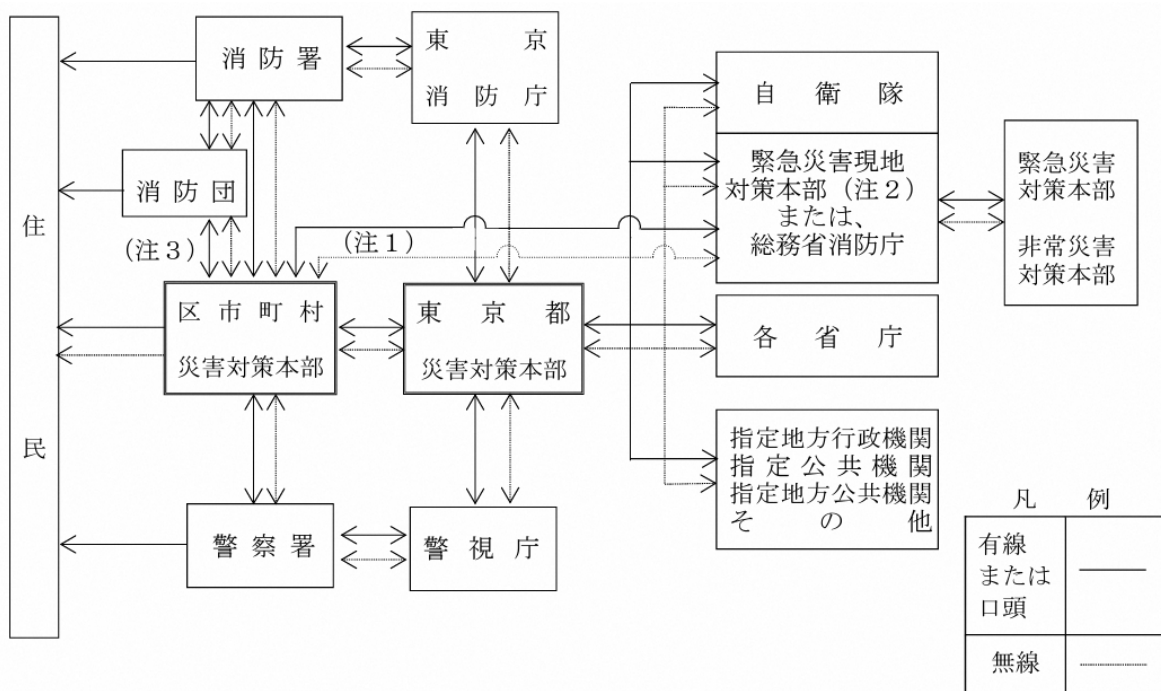 住
民
消防署
東京
消防庁
消防団
(注3)
(注1)
自衛隊
緊急災害現地
対策本部(注2)
または、
総務省消防庁
緊急災害
対策本部
非常災害
対策本部
区市町村
災害対策本部
東京都
災害対策本部
各省庁
指定地方行政機関
指定公共機関
指定地方公共機関
その他
警察署
警視庁
凡例
有線
または
口頭
無線